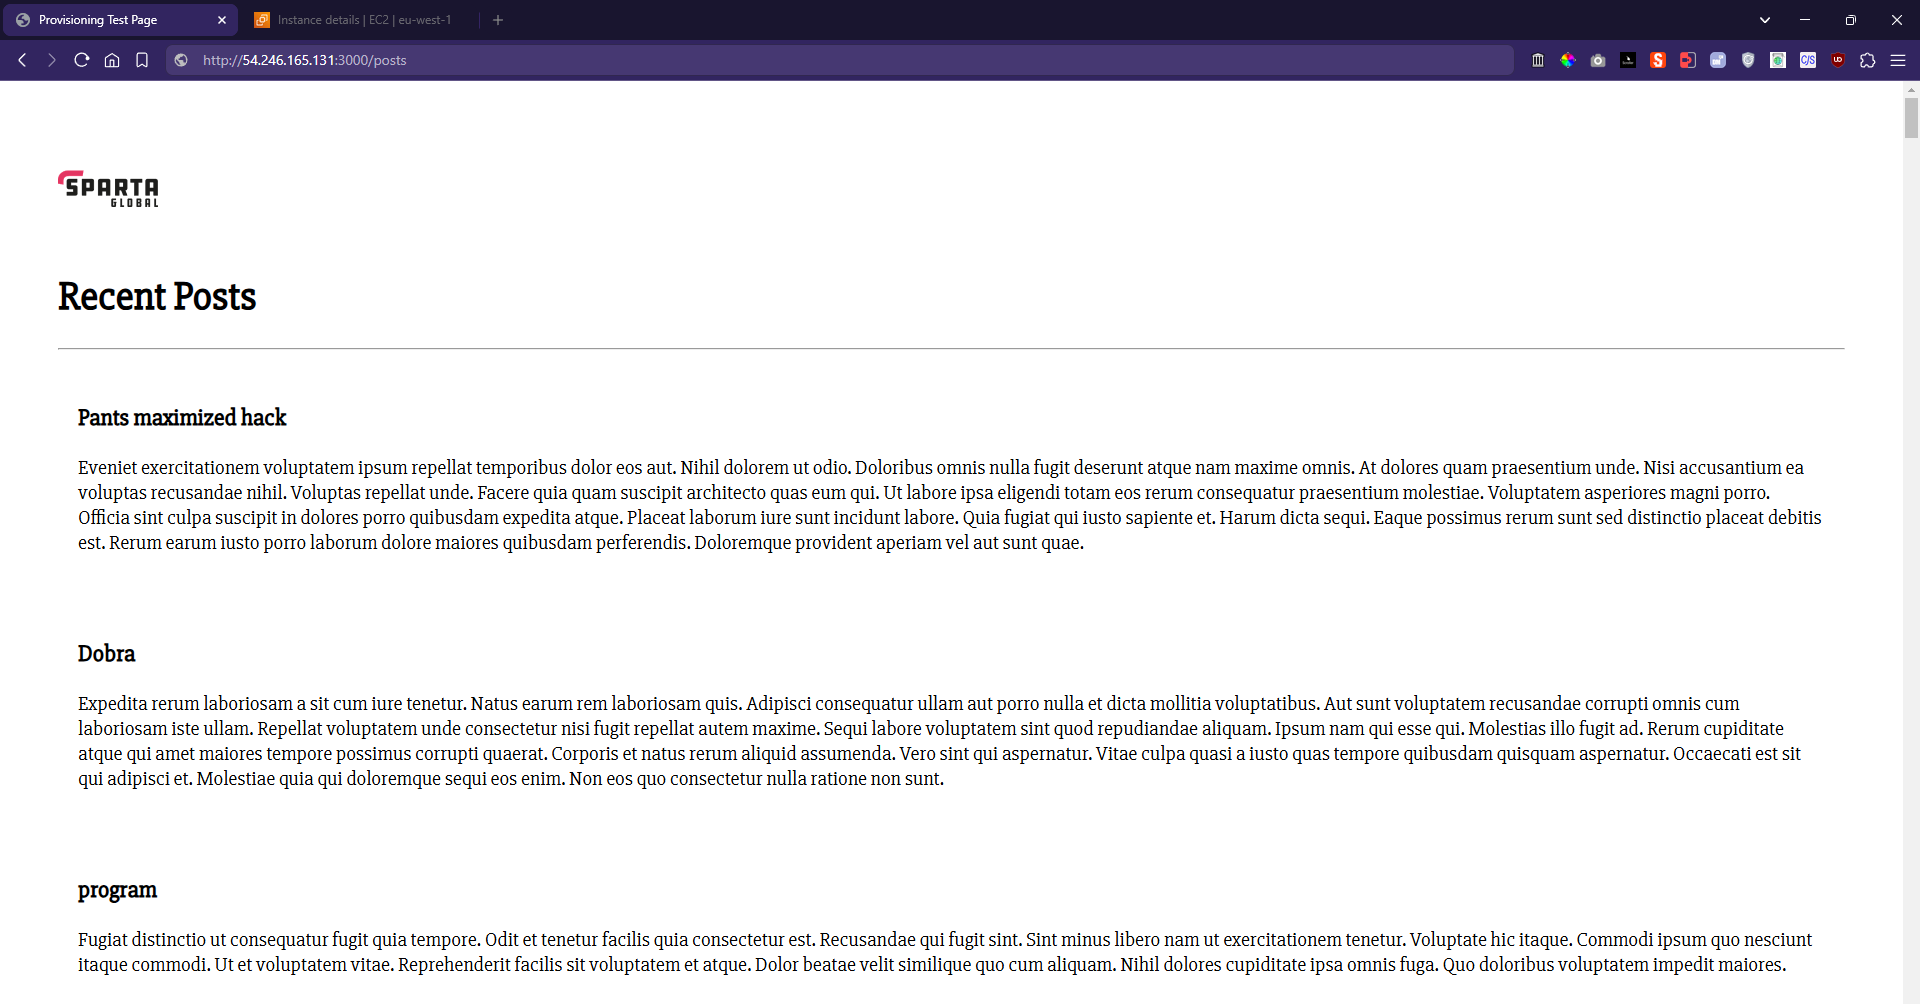 Provisioning Test Page
Instance details | EC2 | eu-west-1
http://54.246.165.131:3000/posts
SPARTA
GLOBAL
Recent Posts
Pants maximized hack
Eveniet exercitationem voluptatem ipsum repellat temporibus dolor eos aut. Nihil dolorem ut odio. Doloribus omnis nulla fugit deserunt atque nam maxime omnis. At dolores quam praesentium unde. Nisi accusantium ea
voluptas recusandae nihil. Voluptas repellat unde. Facere quia quam suscipit architecto quas eum qui. Ut labore ipsa eligendi totam eos rerum consequatur praesentium molestiae. Voluptatem asperiores magni porro.
Officia sint culpa suscipit in dolores porro quibusdam expedita atque. Placeat laborum iure sunt incidunt labore. Quia fugiat qui iusto sapiente et. Harum dicta sequi. Eaque possimus rerum sunt sed distinctio placeat debitis
est. Rerum earum iusto porro laborum dolore maiores quibusdam perferendis. Doloremque provident aperiam vel aut sunt quae.
Dobra
Expedita rerum laboriosam a sit cum iure tenetur. Natus earum rem laboriosam quis. Adipisci consequatur ullam aut porro nulla et dicta mollitia voluptatibus. Aut sunt voluptatem recusandae corrupti omnis cum
laboriosam iste ullam. Repellat voluptatem unde consectetur nisi fugit repellat autem maxime. Sequi labore voluptatem sint quod repudiandae aliquam. Ipsum nam qui esse qui. Molestias illo fugit ad. Rerum cupiditate
atque qui amet maiores tempore possimus corrupti quaerat. Corporis et natus rerum aliquid assumenda. Vero sint qui aspernatur. Vitae culpa quasi a iusto quas tempore quibusdam quisquam aspernatur. Occaecati est sit
qui adipisci et. Molestiae quia qui doloremque sequi eos enim. Non eos quo consectetur nulla ratione non sunt.
program
Fugiat distinctio ut consequatur fugit quia tempore. Odit et tenetur facilis quia consectetur est. Recusandae qui fugit sint. Sint minus libero nam ut exercitationem tenetur. Voluptate hic itaque. Commodi ipsum quo nesciunt
itaque commodi. Ut et voluptatem vitae. Reprehenderit facilis sit voluptatem et atque. Dolor beatae velit similique quo cum aliquam. Nihil dolores cupiditate ipsa omnis fuga. Quo doloribus voluptatem impedit maiores.